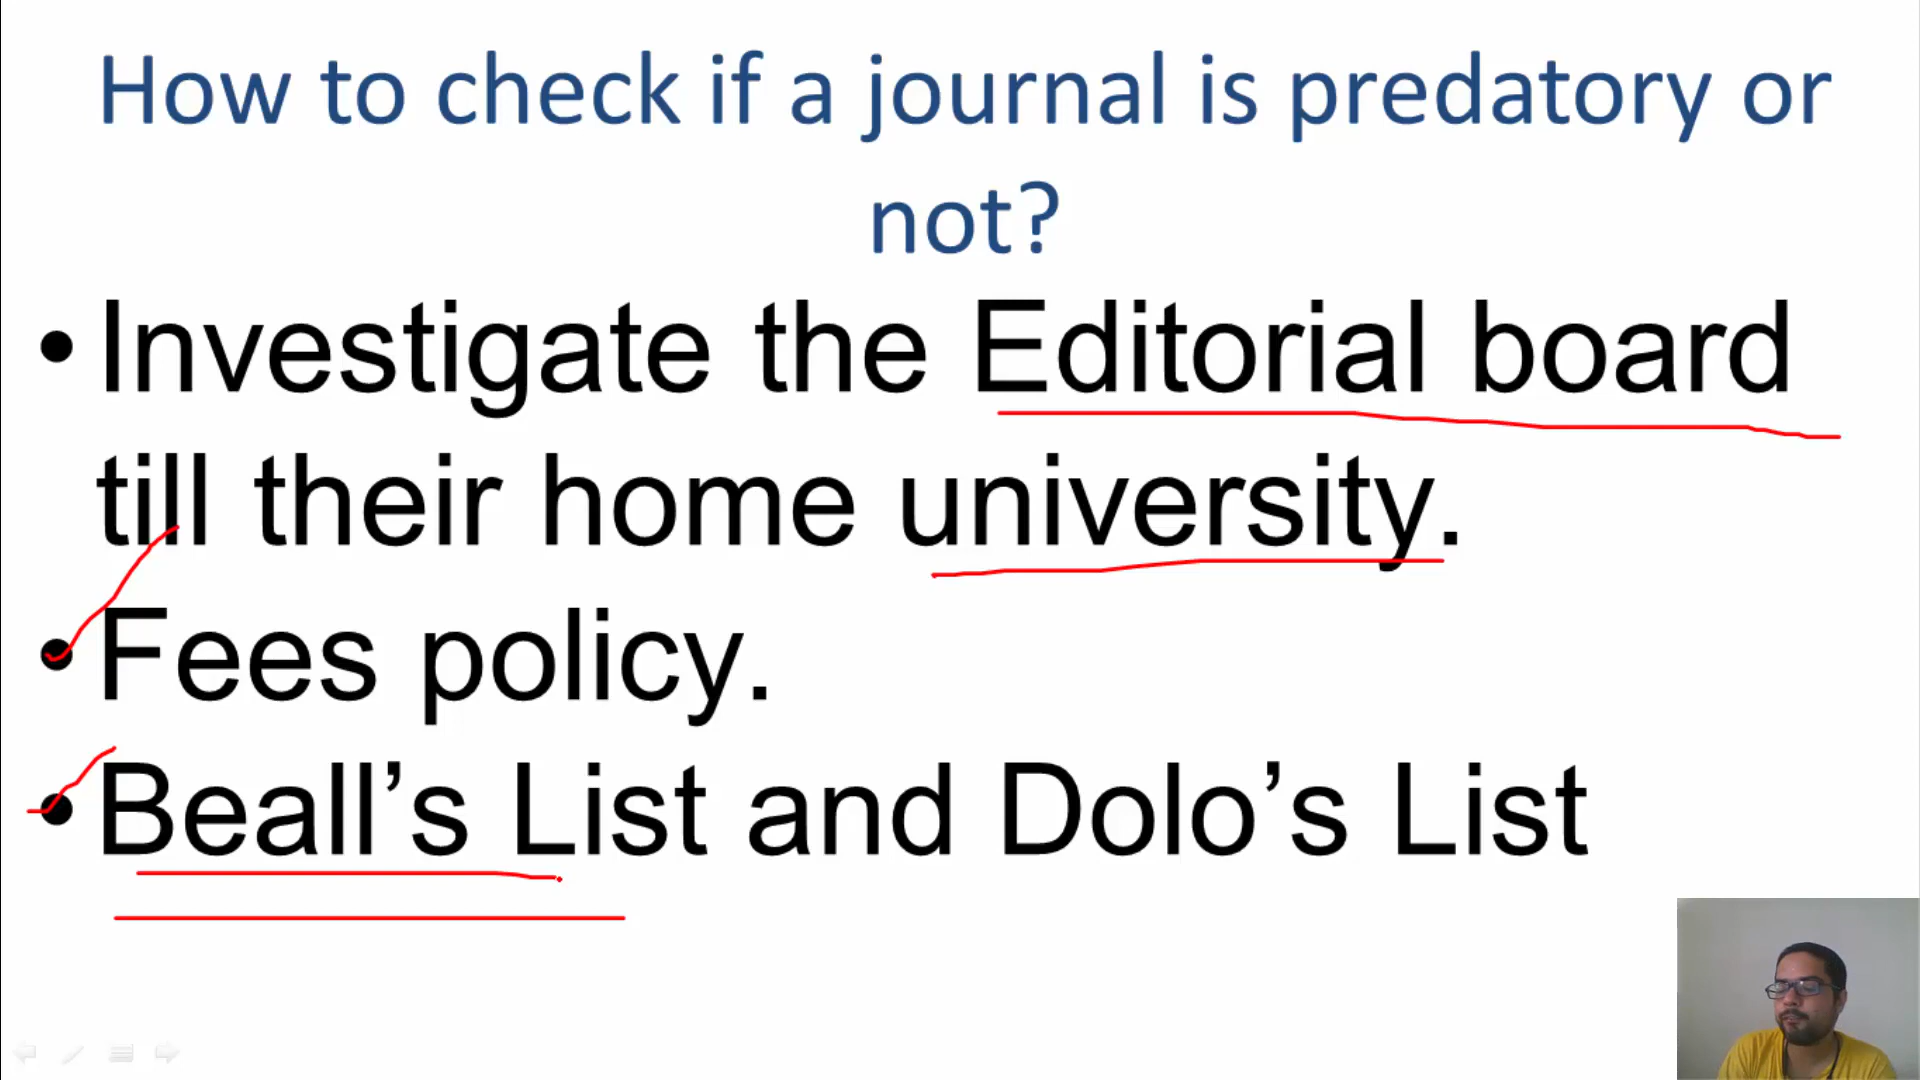 How to check if a journal is predatory or
not?
• Investigate the Editorial board
till their home university.
• Fees policy.
• Beall’s List and Dolo’s List